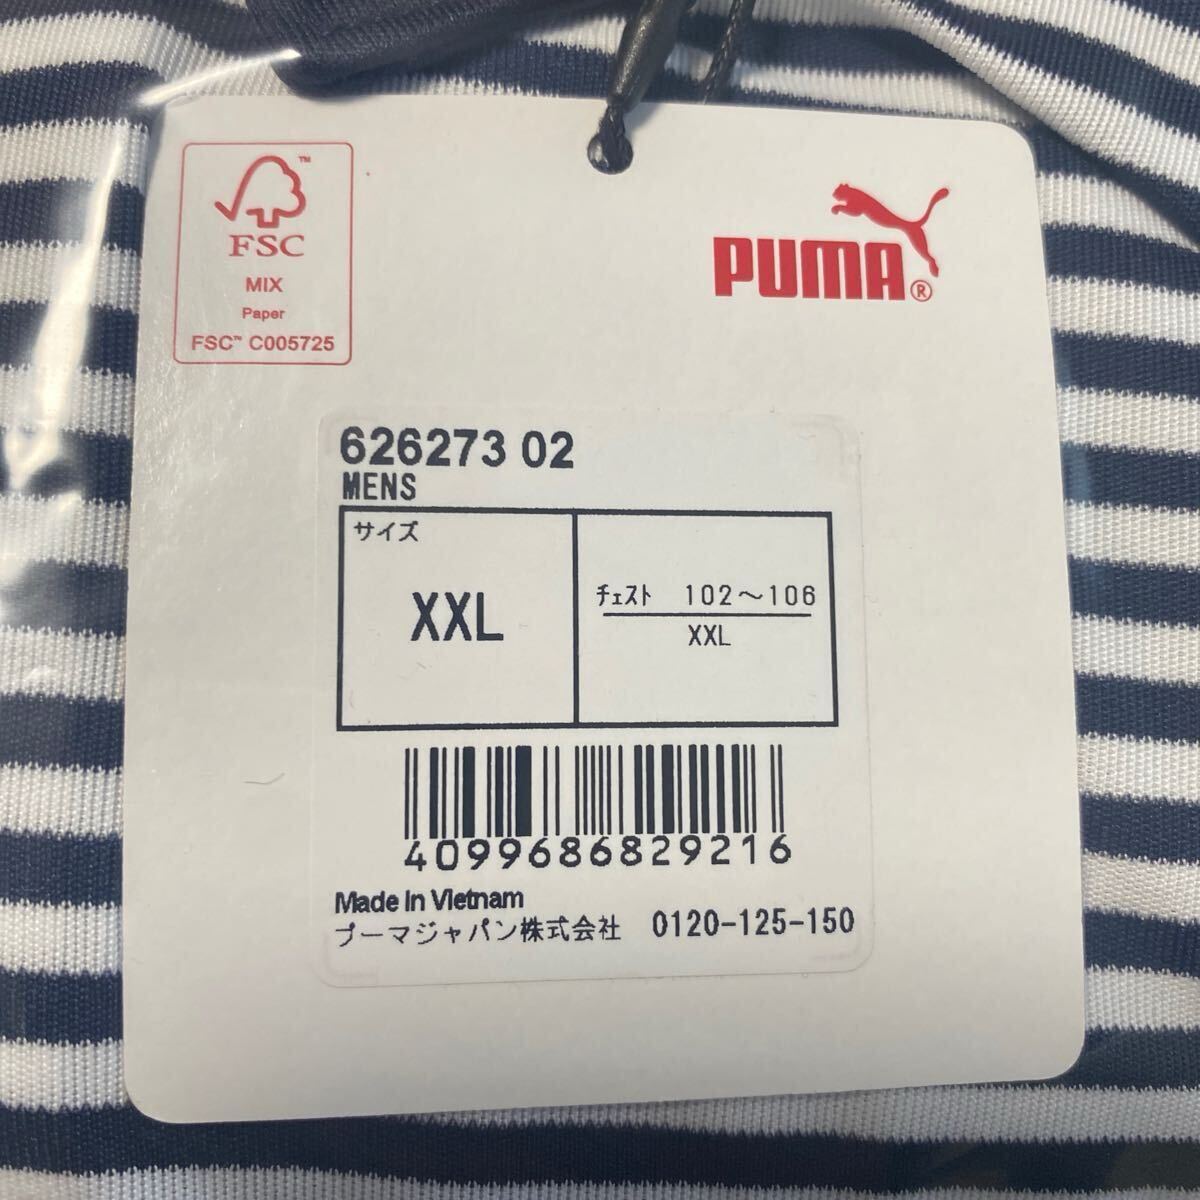 FSC™
MIX
Paper
FSC™ C005725
PUMA®
626273 02
MENS
サイズ
XXL
チェスト 102～106
XXL
4099686829216
Made In Vietnam
プーマジャパン株式会社 0120-125-150